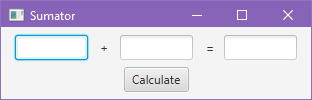 Sumator
+ =
Calculate